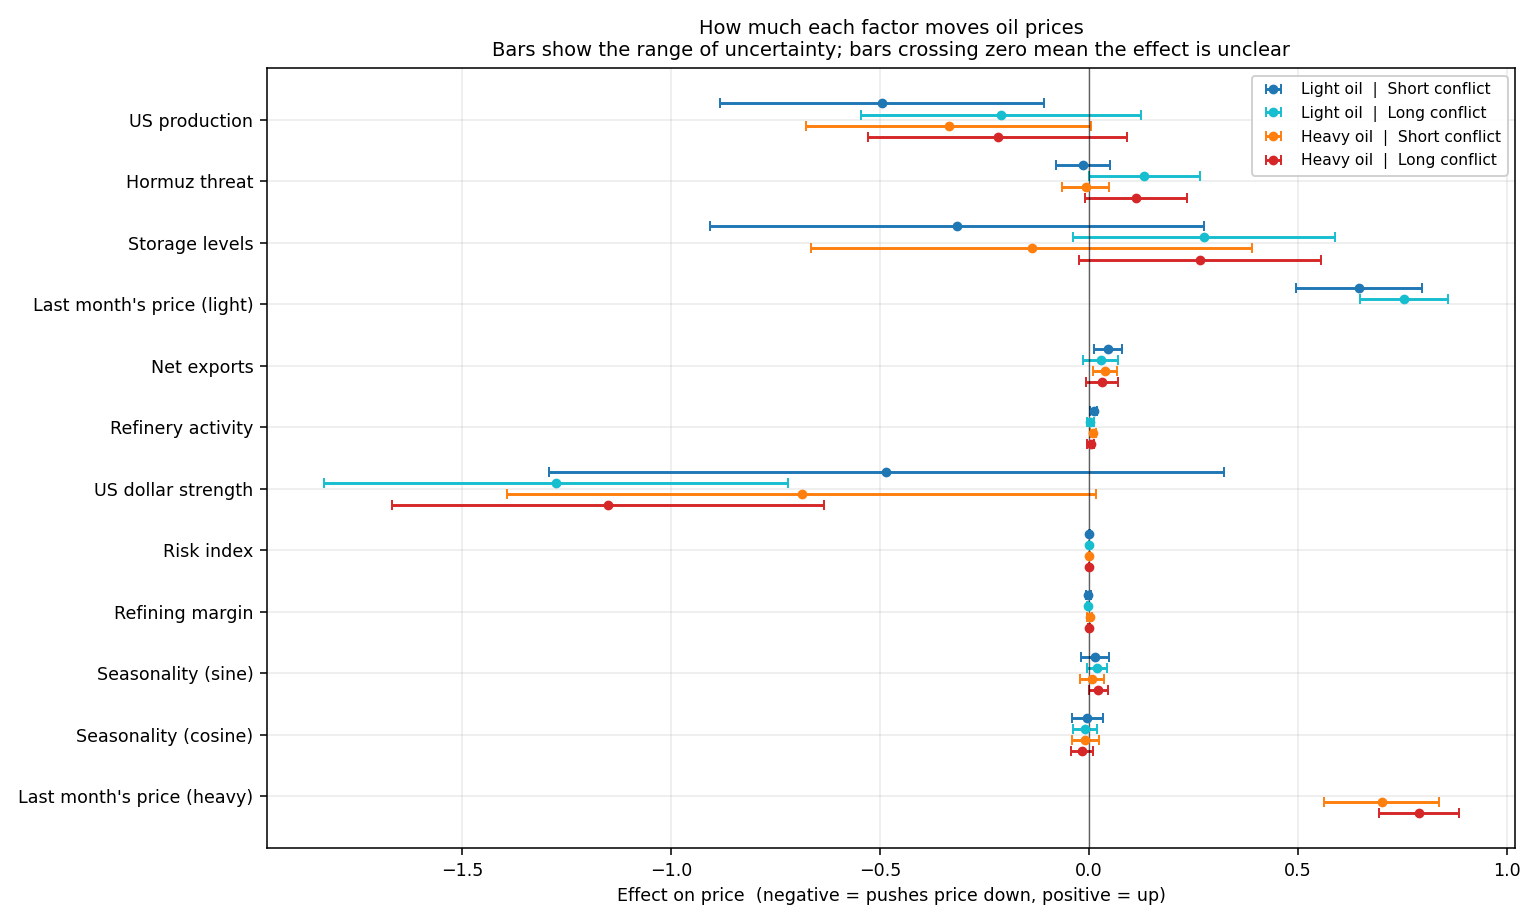 How much each factor moves oil prices
Bars show the range of uncertainty; bars crossing zero mean the effect is unclear
Light oil | Short conflict
Light oil | Long conflict
Heavy oil | Short conflict
Heavy oil | Long conflict
US production
Hormuz threat
Storage levels
Last month's price (light)
Net exports
Refinery activity
US dollar strength
Risk index
Refining margin
Seasonality (sine)
Seasonality (cosine)
Last month's price (heavy)
−1.5 −1.0 −0.5 0.0 0.5 1.0
Effect on price (negative = pushes price down, positive = up)